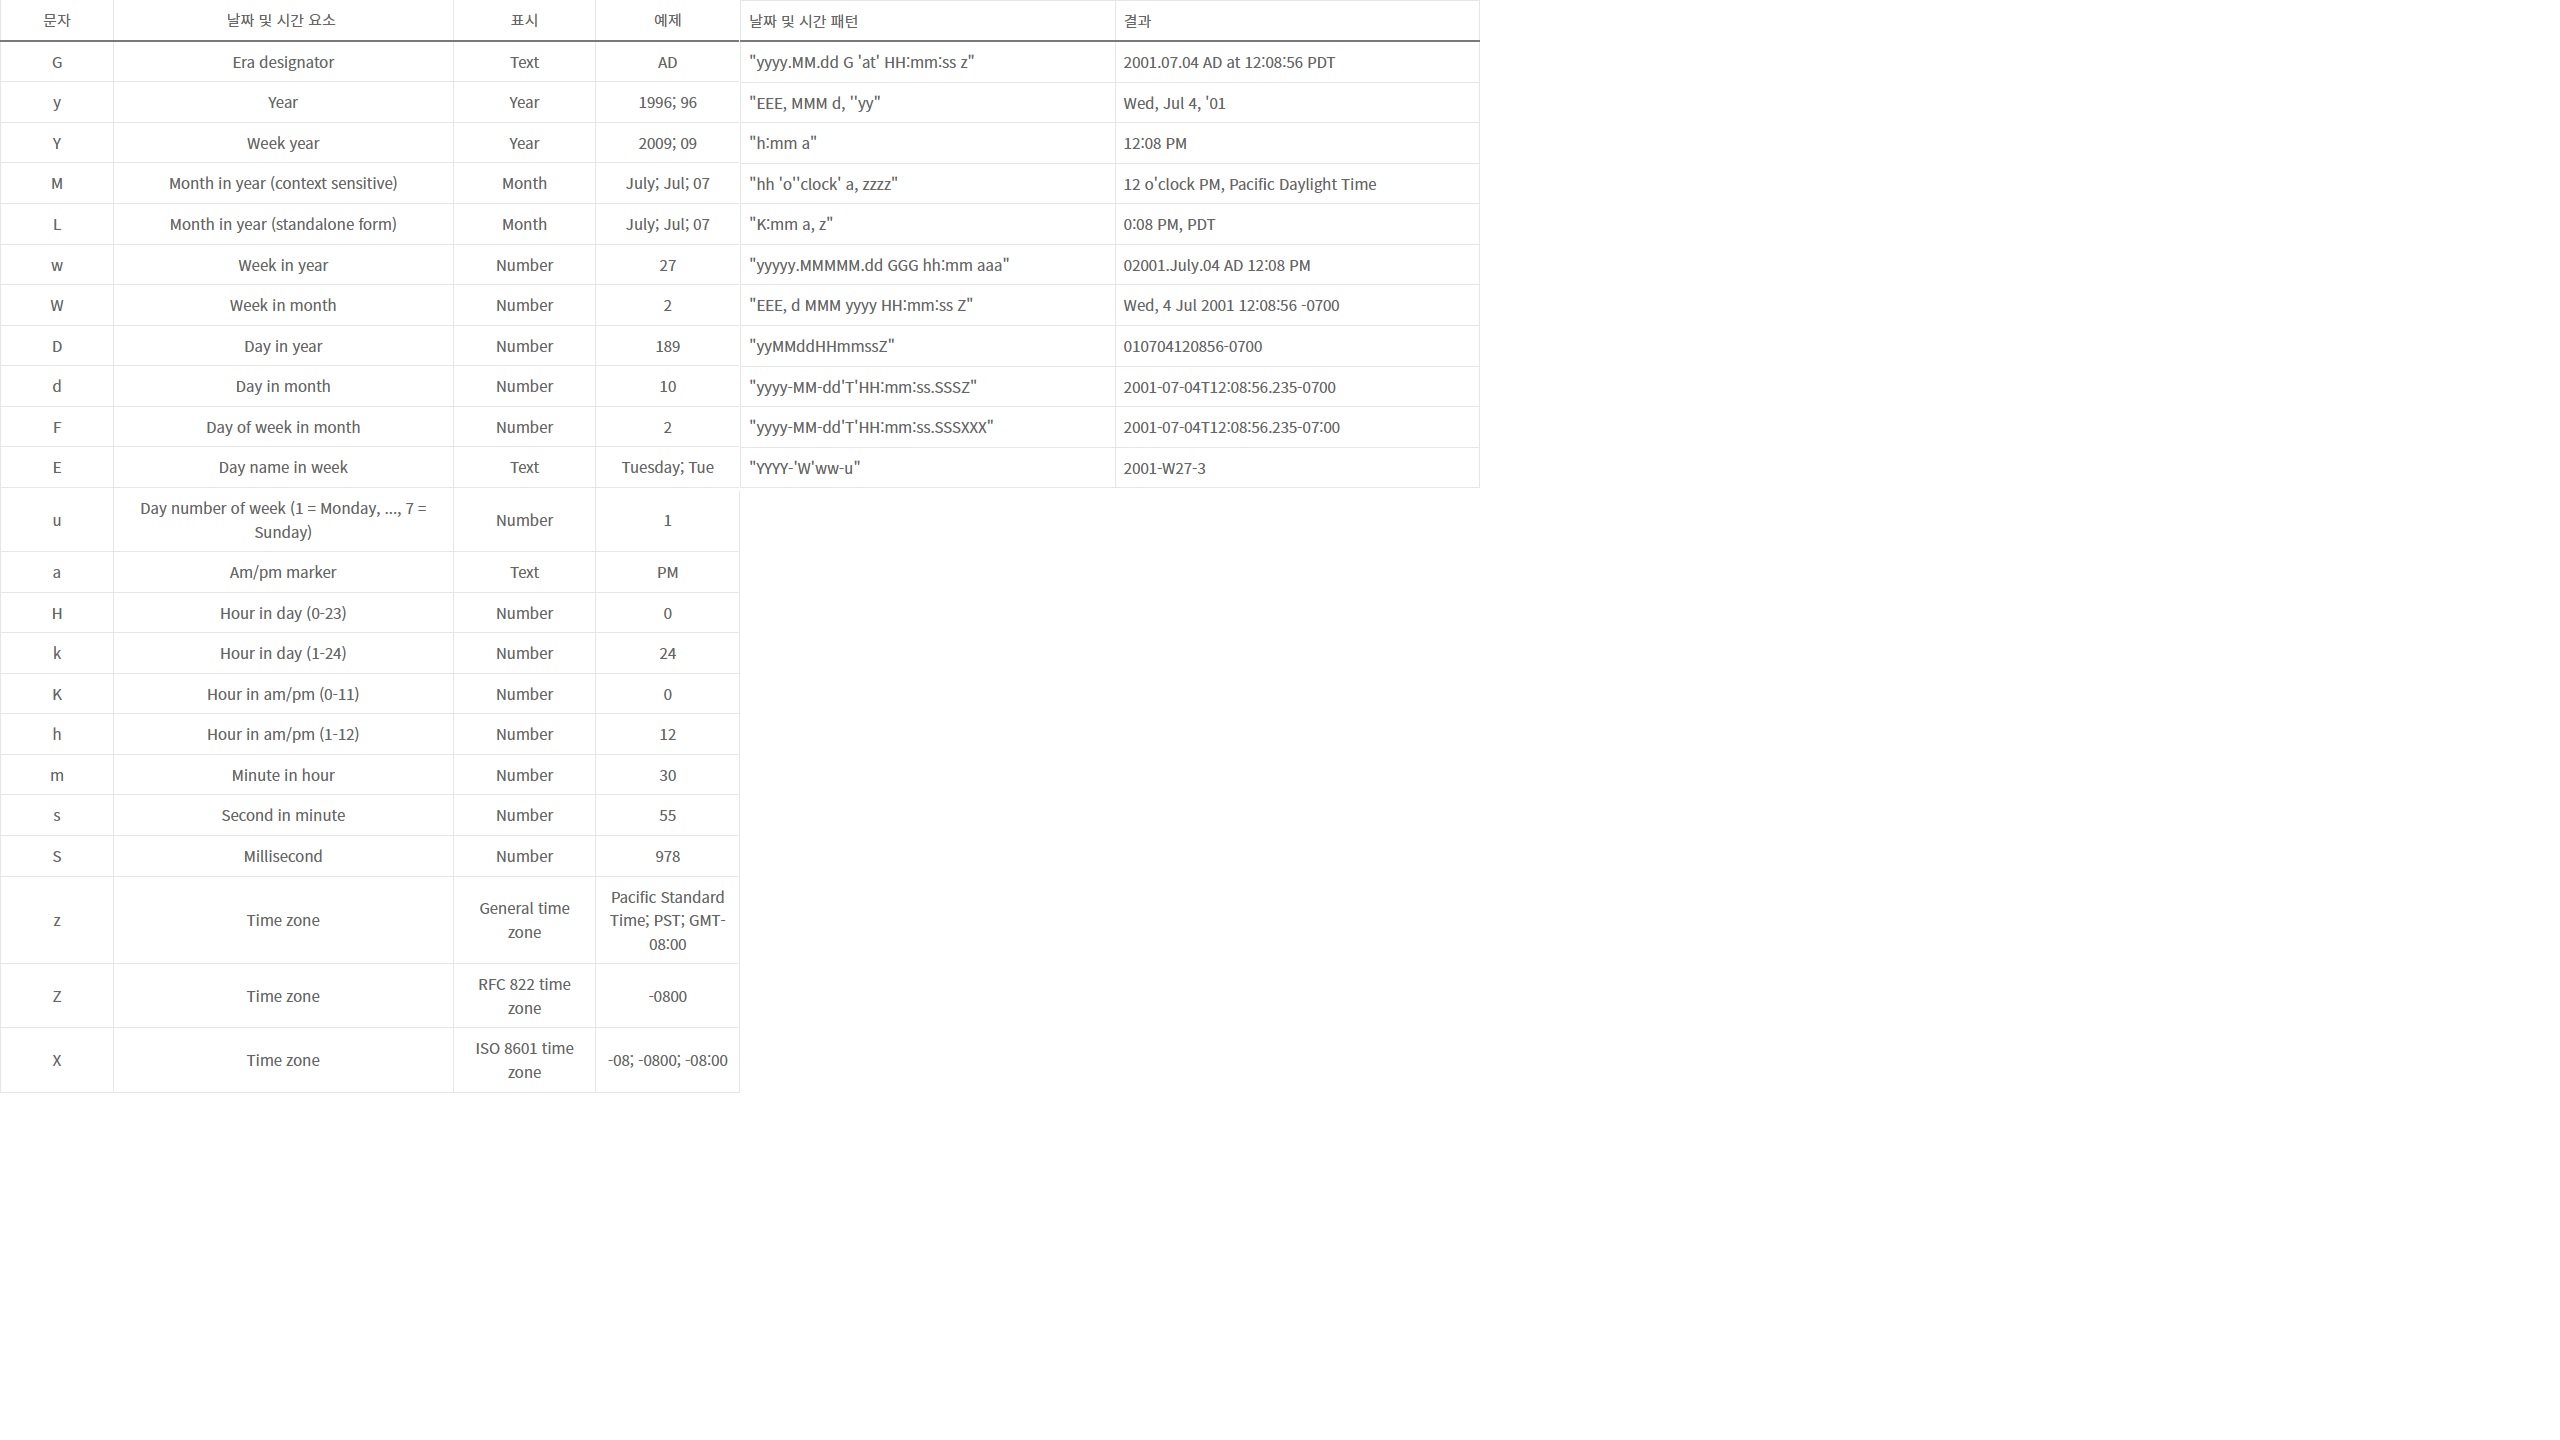 문자 날짜 및 시간 요소 표시 예제
G Era designator Text AD
y Year Year 1996; 96
Y Week year Year 2009; 09
M Month in year (context sensitive) Month July; Jul; 07
L Month in year (standalone form) Month July; Jul; 07
w Week in year Number 27
W Week in month Number 2
D Day in year Number 189
d Day in month Number 10
F Day of week in month Number 2
E Day name in week Text Tuesday; Tue
u Day number of week (1 = Monday, ..., 7 =
Sunday) Number 1
a Am/pm marker Text PM
H Hour in day (0-23) Number 0
k Hour in day (1-24) Number 24
K Hour in am/pm (0-11) Number 0
h Hour in am/pm (1-12) Number 12
m Minute in hour Number 30
s Second in minute Number 55
S Millisecond Number 978
z Time zone General time
zone Pacific Standard
Time; PST; GMT-
08:00
Z Time zone RFC 822 time
zone -0800
X Time zone ISO 8601 time
zone -08; -0800; -08:00
날짜 및 시간 패턴 결과
"yyyy.MM.dd G 'at' HH:mm:ss z" 2001.07.04 AD at 12:08:56 PDT
"EEE, MMM d, ''yy" Wed, Jul 4, '01
"h:mm a" 12:08 PM
"hh 'o''clock' a, zzzz" 12 o'clock PM, Pacific Daylight Time
"K:mm a, z" 0:08 PM, PDT
"yyyyy.MMMMM.dd GGG hh:mm aaa" 02001.July.04 AD 12:08 PM
"EEE, d MMM yyyy HH:mm:ss Z" Wed, 4 Jul 2001 12:08:56 -0700
"yyMMddHHmmssZ" 010704120856-0700
"yyyy-MM-dd'T'HH:mm:ss.SSSZ" 2001-07-04T12:08:56.235-0700
"yyyy-MM-dd'T'HH:mm:ss.SSSXXX" 2001-07-04T12:08:56.235-07:00
"YYYY-'W'ww-u" 2001-W27-3